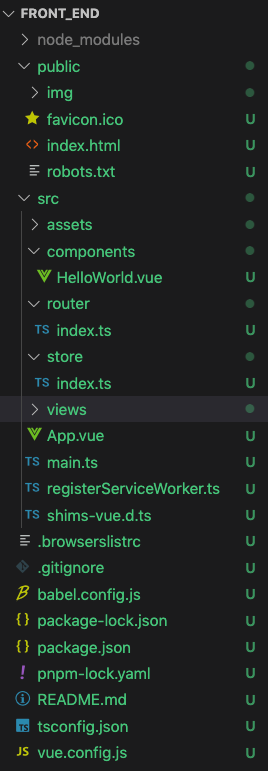 FRONT_END
node_modules
public
img
favicon.ico U
<> index.html U
robots.txt U
src
assets
components
HelloWorld.vue U
router
TS index.ts U
store
TS index.ts U
views
App.vue U
TS main.ts U
TS registerServiceWorker.ts U
TS shims-vue.d.ts U
.browserslistrc U
.gitignore U
B babel.config.js U
{} package-lock.json U
{} package.json U
! pnpm-lock.yaml U
README.md U
TS tsconfig.json U
JS vue.config.js U